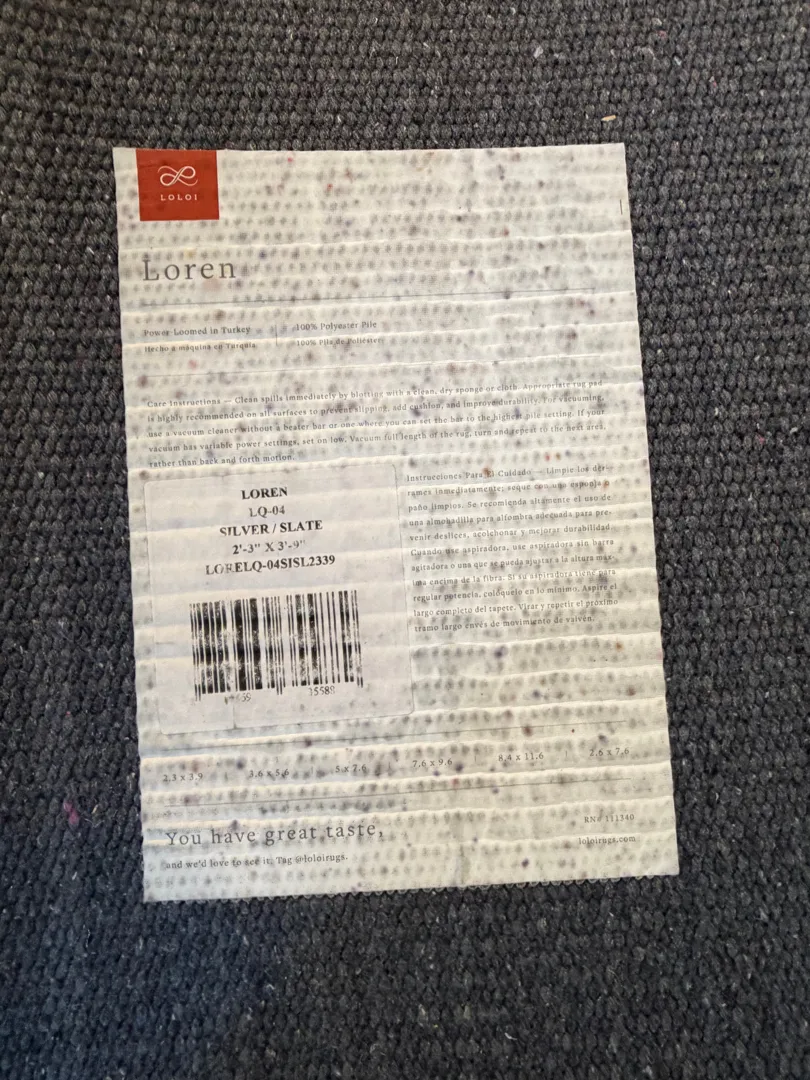 LOLOI
Loren
Power Loomed in Turkey
100% Polyester Pile
Hecho a máquina en Turquía
100% Pila de Poliéster
Care Instructions — Clean spills immediately by blotting with a clean, dry sponge or cloth. Appropriate rug pad
is highly recommended on all surfaces to prevent slipping, add cushion, and improve durability. For vacuuming,
use a vacuum cleaner without a beater bar or one where you can set the bar to the highest pile setting. If your
vacuum has variable power settings, set on low. Vacuum full length of the rug, turn and repeat to the next area,
rather than back and forth motion.
LOREN
LQ-04
SILVER / SLATE
2'-3" X 3'-9"
LORELQ-04SISL2339
35588
Instrucciones Para El Cuidado — Limpie los der-
rames inmediatamente; seque con una esponja o
paño limpios. Se recomienda altamente el uso de
una almohadilla para alfombra adecuada para pre-
venir deslices, acolchonar y mejorar durabilidad.
Cuando use aspiradora, use aspiradora sin barra
agitadora o una que se pueda ajustar a la altura máx-
ima encima de la fibra. Si su aspiradora tiene para
regular potencia, colóquelo en lo mínimo. Aspire el
largo completo del tapete. Virar y repetir el próximo
tramo largo envés de movimiento de vaivén.
2.3 x 3.9 | 3.6 x 5.6 | 5 x 7.6 | 7.6 x 9.6 | 8.4 x 11.6 | 2.6 x 7.6
You have great taste,
and we'd love to see it. Tag @loloirugs.
RN# 111340
loloirugs.com